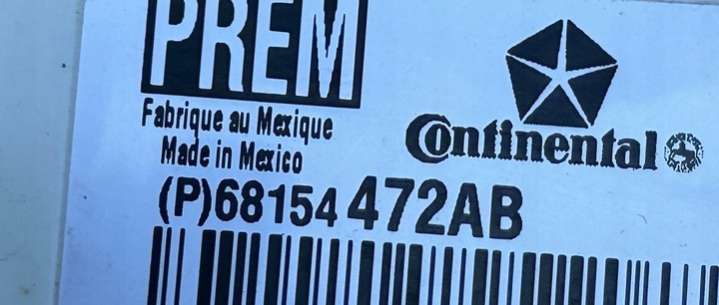 PREM
Fabrique au Mexique
Made in Mexico
Continental
(P)68154472AB